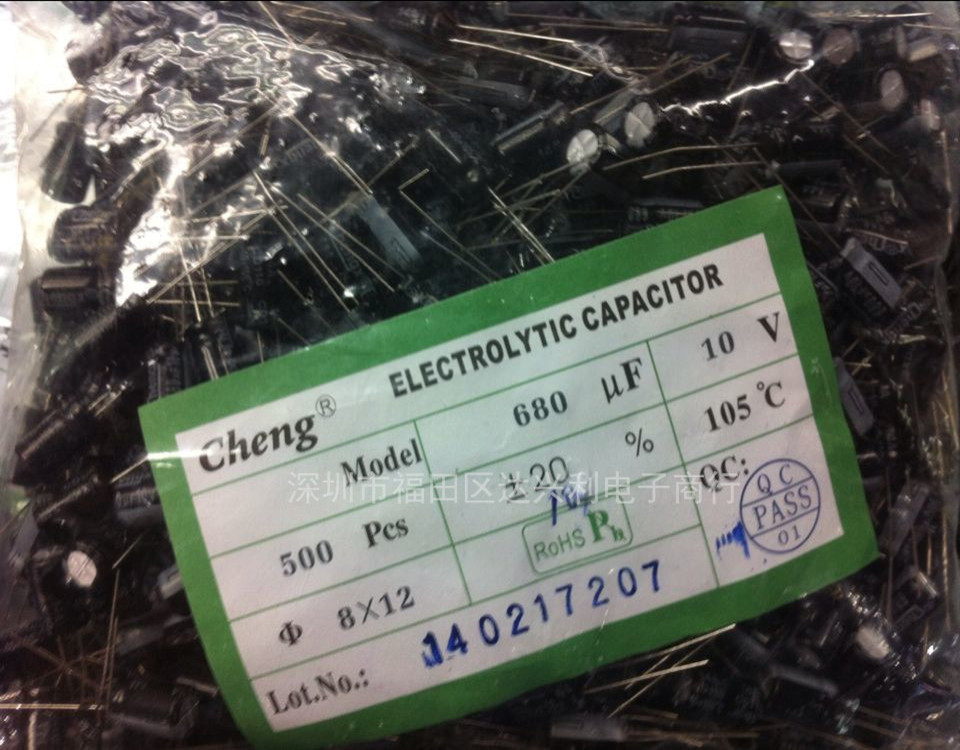 ELECTROLYTIC CAPACITOR
Cheng®
Model 680 μF 10 V
500 Pcs ±20 % 105 ℃
深圳市福田区达兴利电子商行
RoHS Pb QC:
QC
PASS
01
Φ 8×12
Lot.No.: 140217207